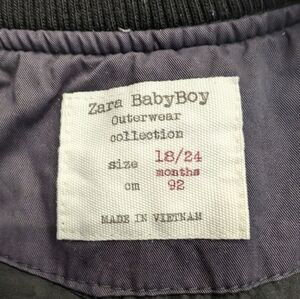 Zara BabyBoy
Outerwear
collection
size 18/24
months
cm 92
MADE IN VIETNAM